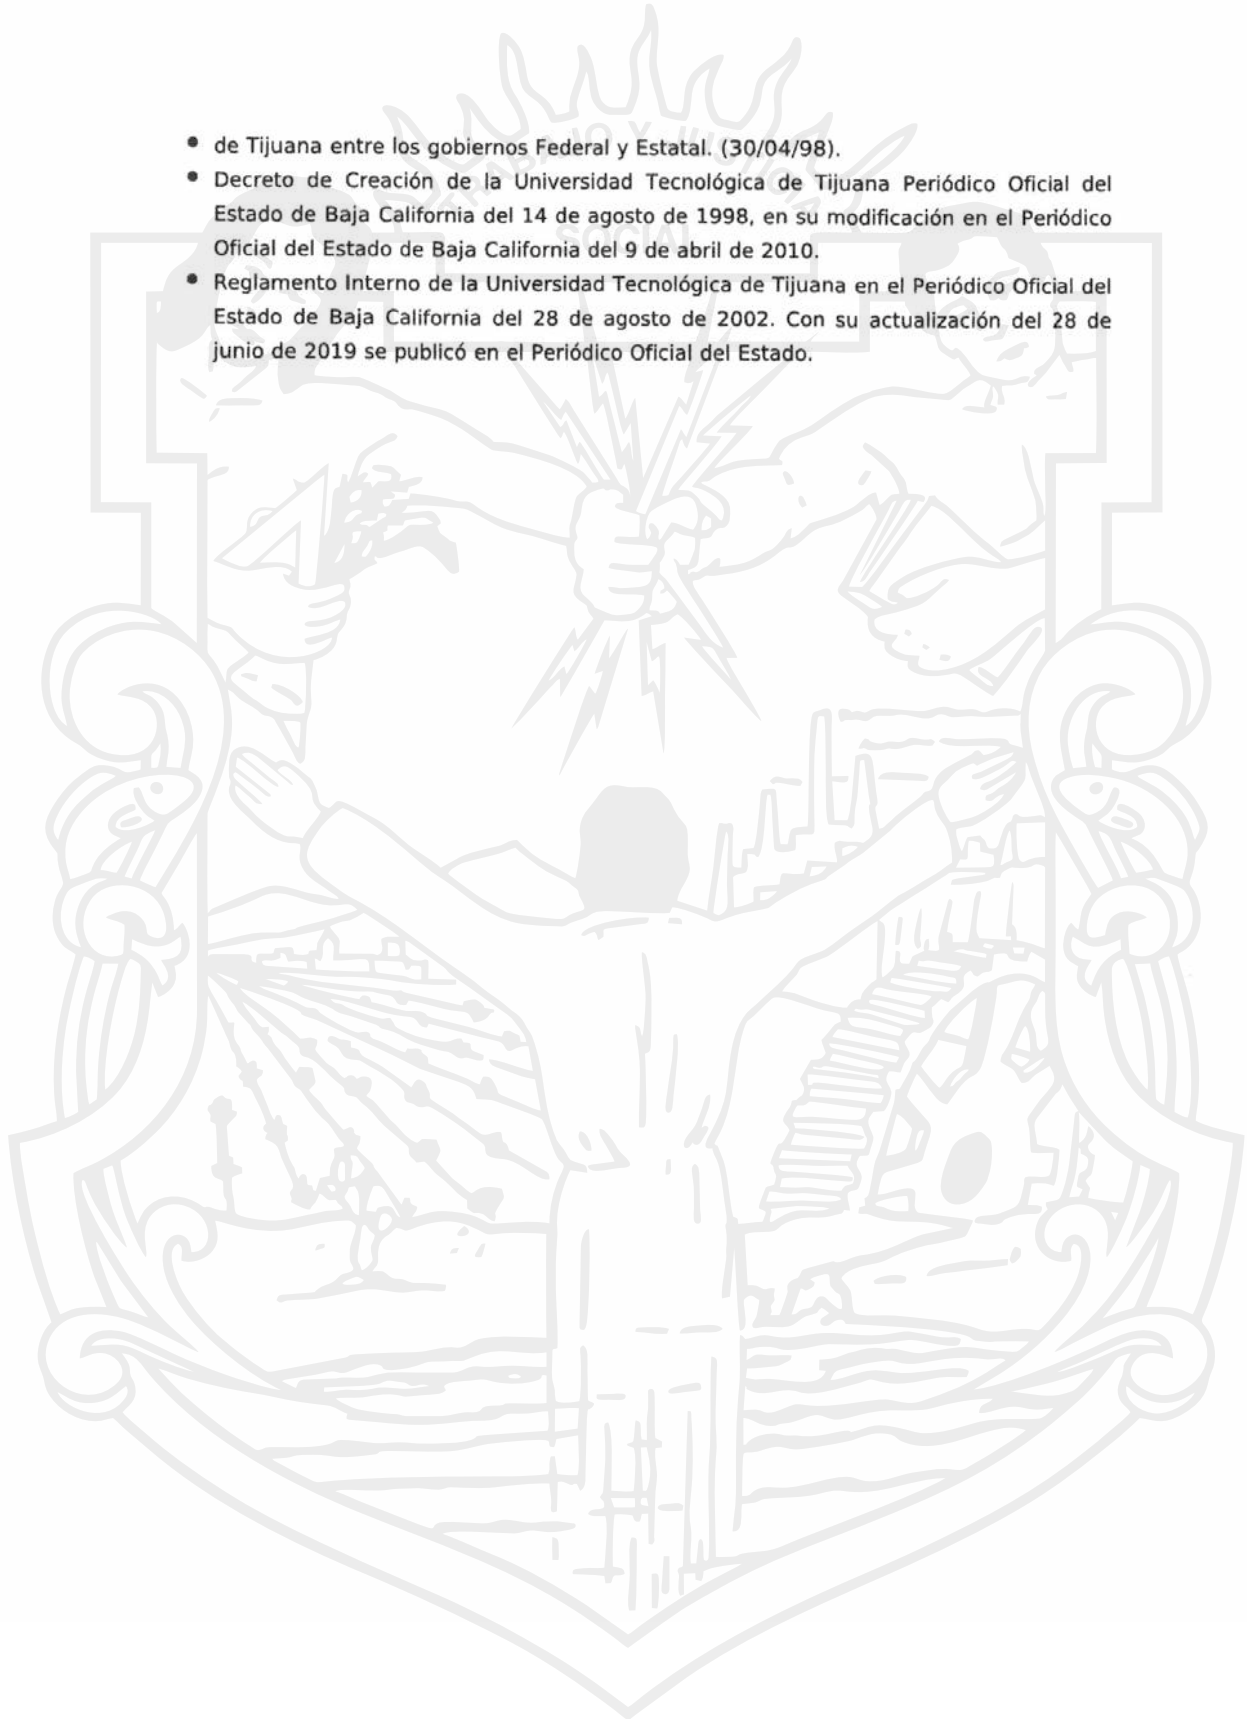 TRABAJO Y JUSTICIA
SOCIAL
• de Tijuana entre los gobiernos Federal y Estatal. (30/04/98).
• Decreto de Creación de la Universidad Tecnológica de Tijuana Periódico Oficial del
Estado de Baja California del 14 de agosto de 1998, en su modificación en el Periódico
Oficial del Estado de Baja California del 9 de abril de 2010.
• Reglamento Interno de la Universidad Tecnológica de Tijuana en el Periódico Oficial del
Estado de Baja California del 28 de agosto de 2002. Con su actualización del 28 de
junio de 2019 se publicó en el Periódico Oficial del Estado.